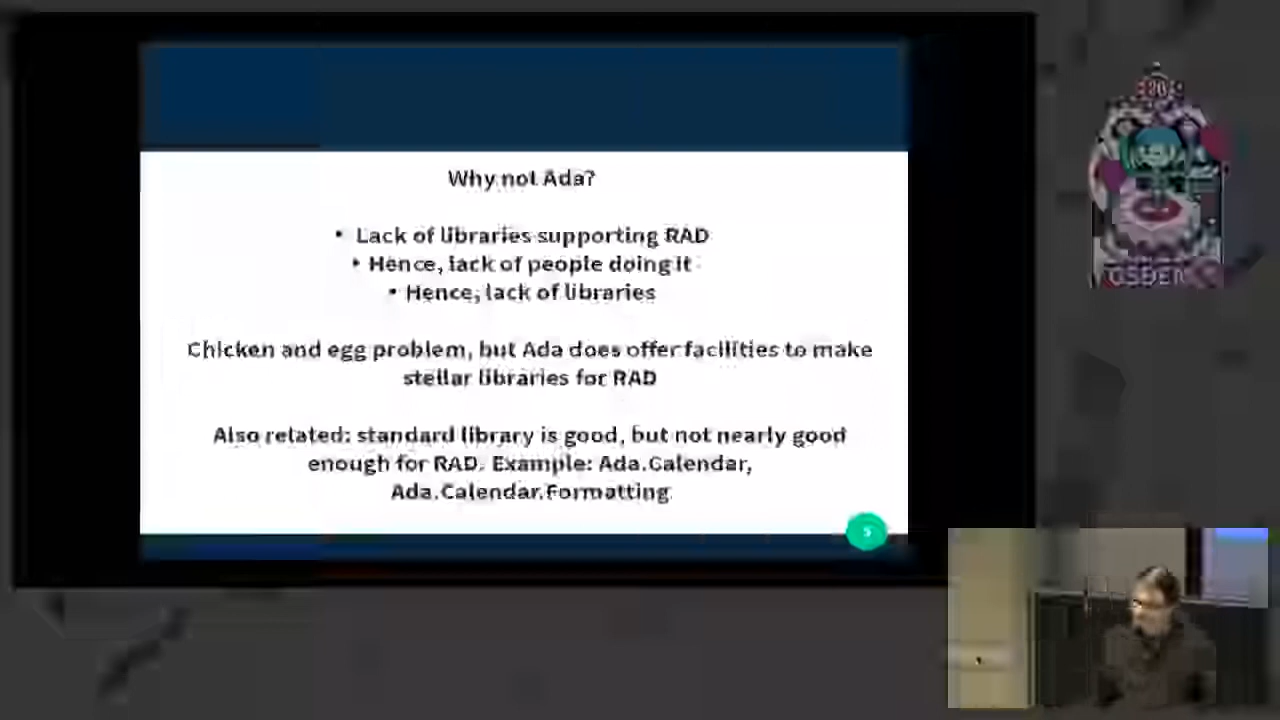 Why not Ada?
• Lack of libraries supporting RAD
• Hence, lack of people doing it
• Hence, lack of libraries
Chicken and egg problem, but Ada does offer facilities to make
stellar libraries for RAD
Also related: standard library is good, but not nearly good
enough for RAD. Example: Ada.Calendar,
Ada.Calendar.Formatting
5